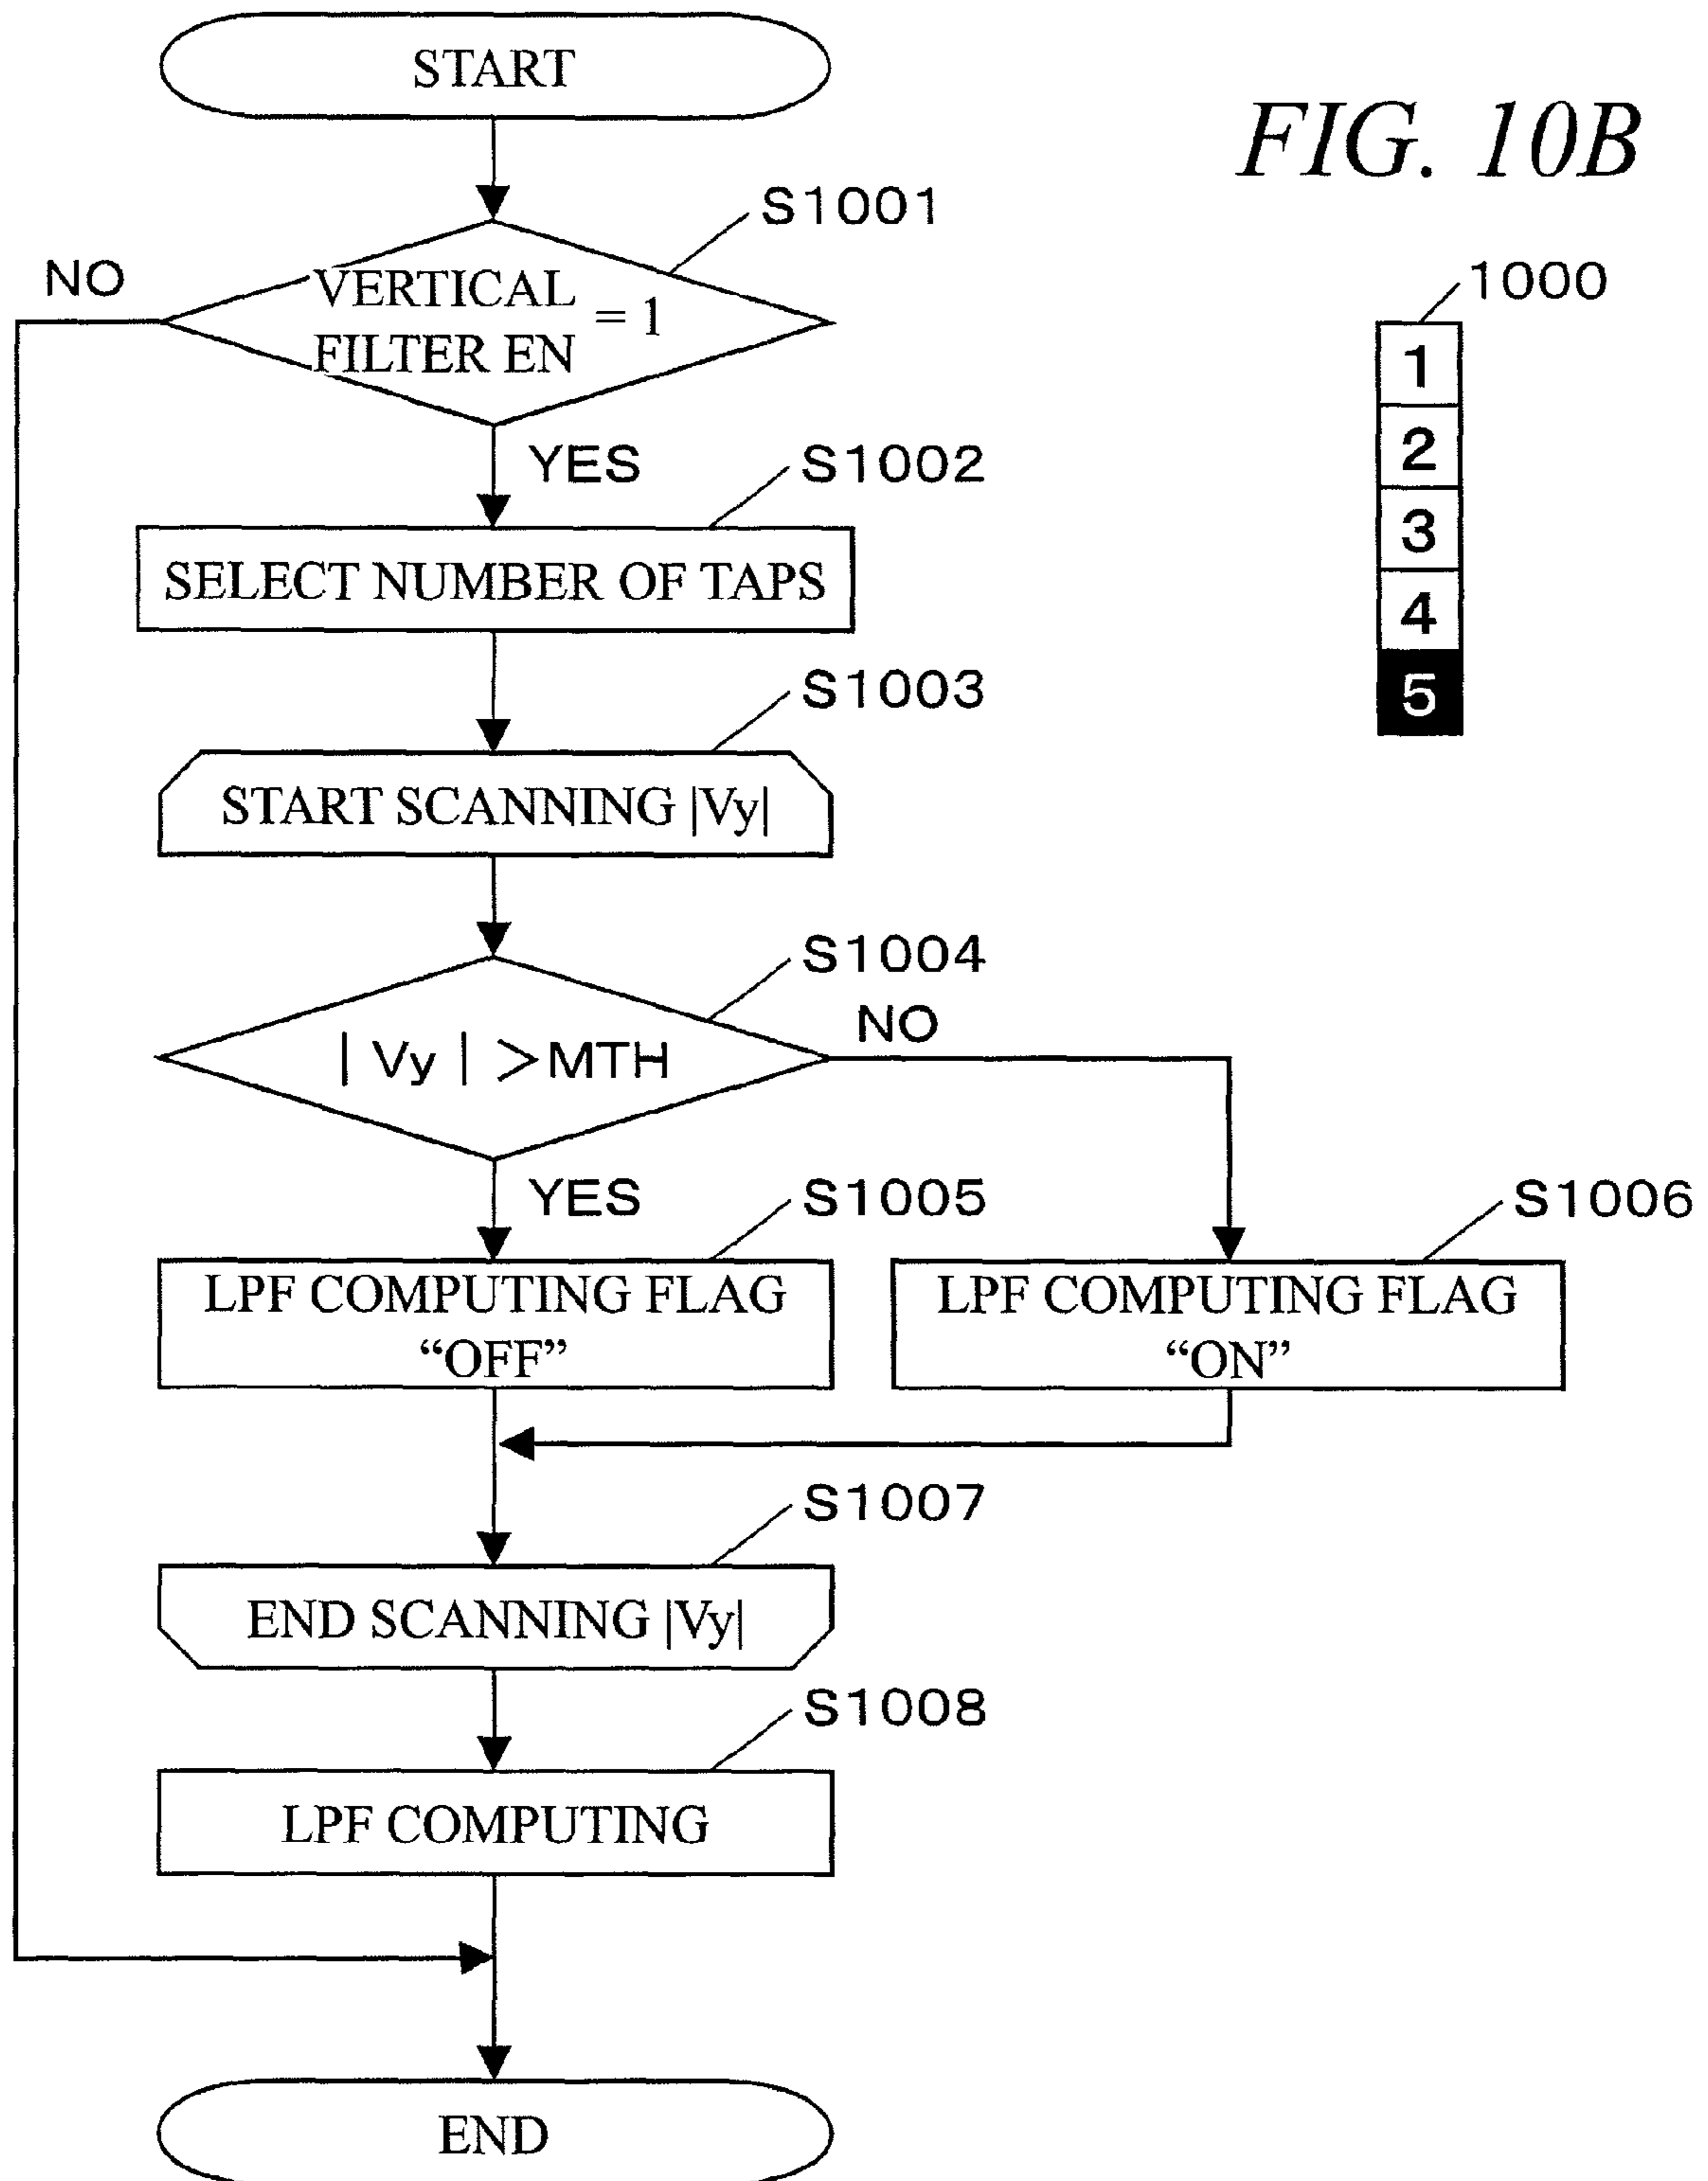 START
FIG. 10B
S1001
NO
VERTICAL
FILTER EN = 1
1000
1
2
3
4
5
YES
S1002
SELECT NUMBER OF TAPS
S1003
START SCANNING |Vy|
S1004
| Vy | >MTH
NO
YES
S1005
S1006
LPF COMPUTING FLAG
“OFF”
LPF COMPUTING FLAG
“ON”
S1007
END SCANNING |Vy|
S1008
LPF COMPUTING
END